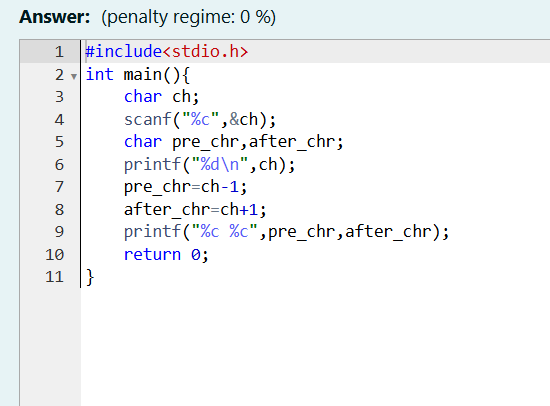 Answer: (penalty regime: 0 %)
1 #include<stdio.h>
2 int main(){
3 char ch;
4 scanf("%c",&ch);
5 char pre_chr,after_chr;
6 printf("%d\n",ch);
7 pre_chr=ch-1;
8 after_chr=ch+1;
9 printf("%c %c",pre_chr,after_chr);
10 return 0;
11 }